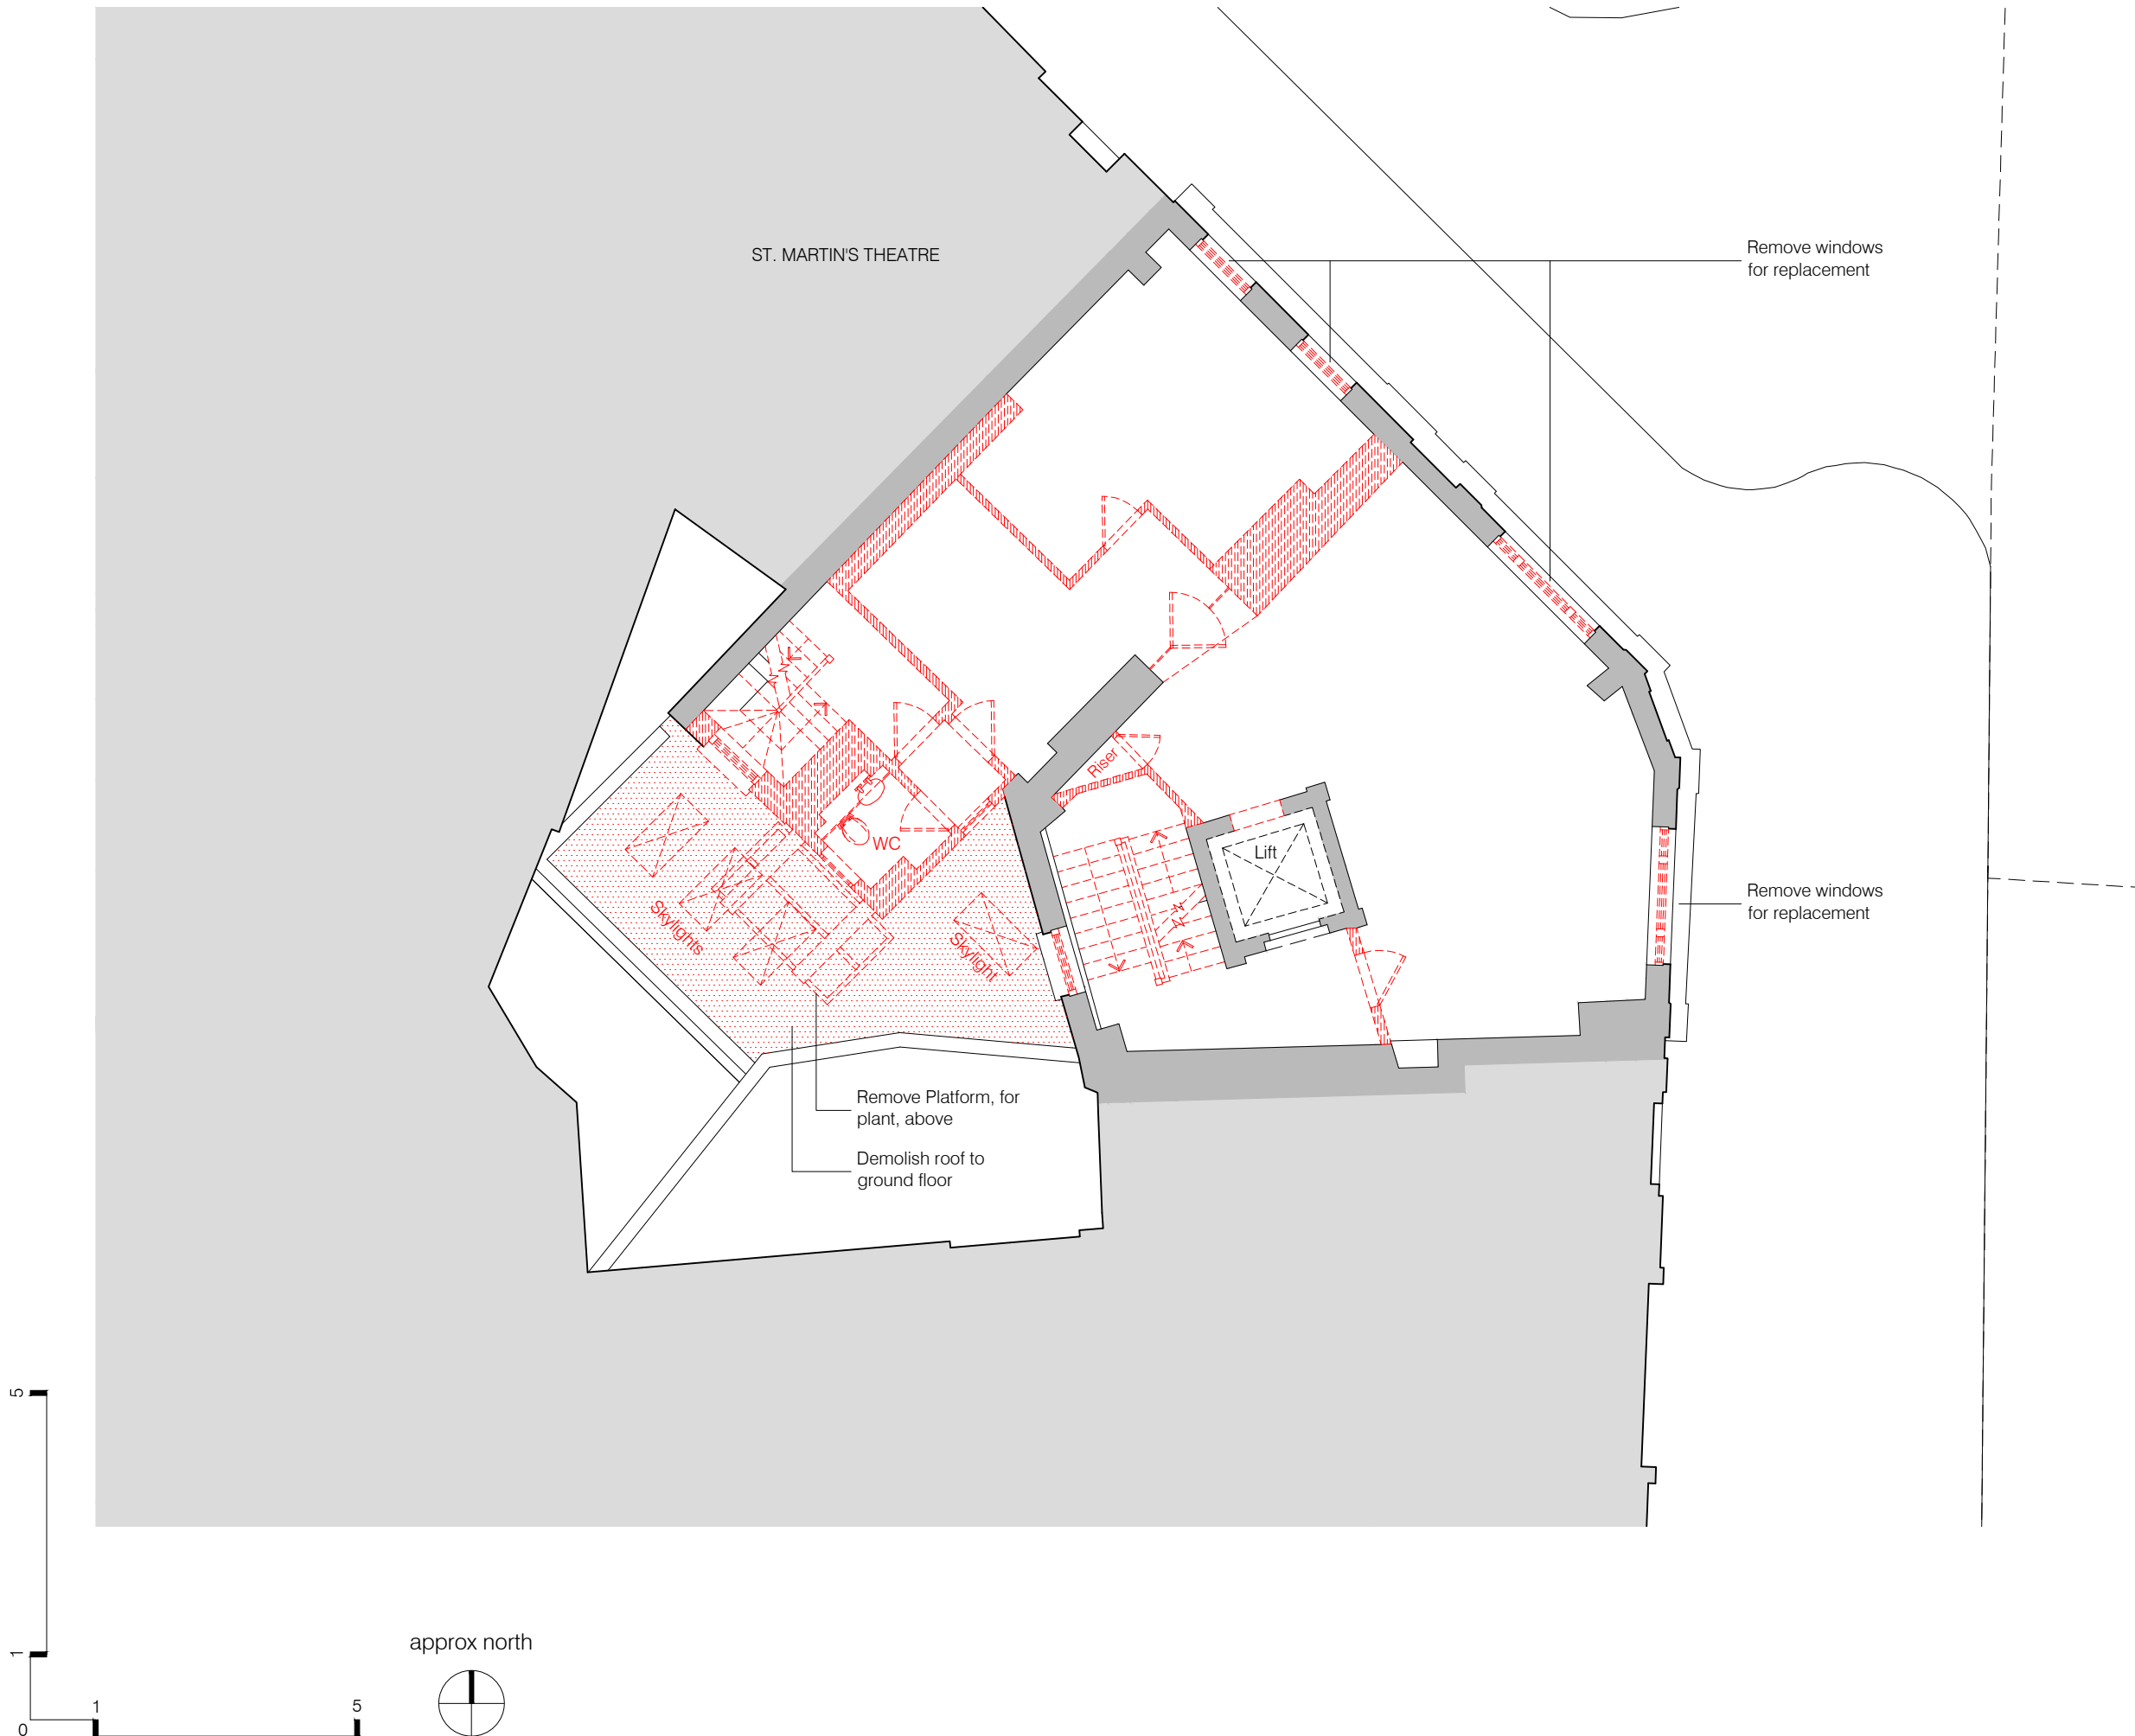 ST. MARTIN'S THEATRE
Remove windows
for replacement
Riser
WC
Lift
Skylights
Skylight
Remove windows
for replacement
Remove Platform, for
plant, above
Demolish roof to
ground floor
5
1
0
1
5
approx north